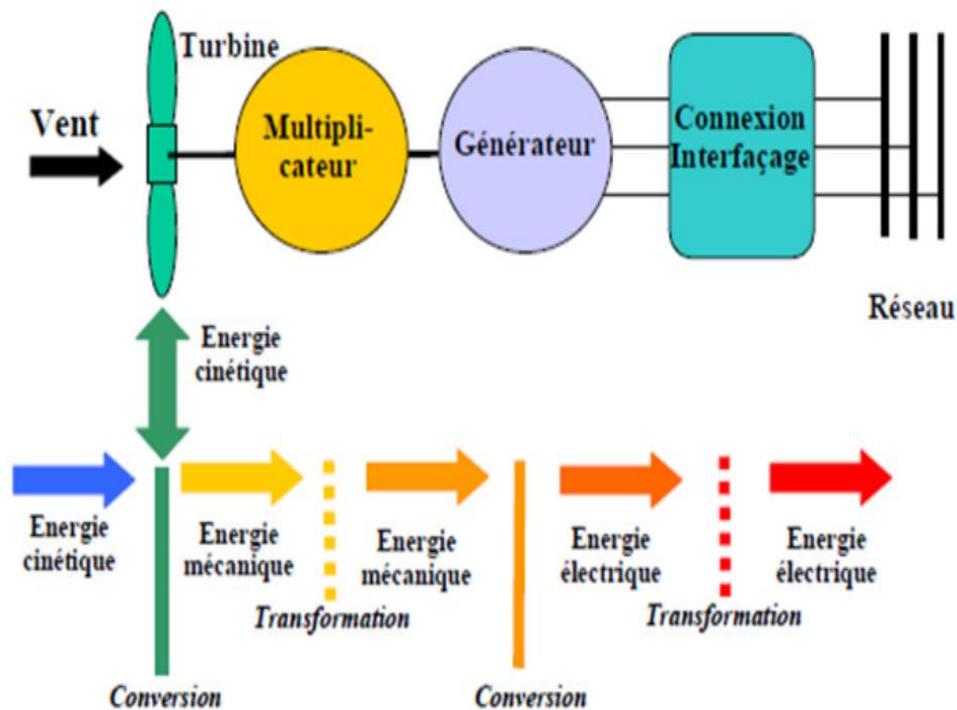 Turbine
Vent
Multipli-
cateur
Générateur
Connexion
Interfaçage
Réseau
Energie
cinétique
Energie
cinétique
Energie
mécanique
Energie
mécanique
Energie
électrique
Energie
électrique
Transformation
Transformation
Conversion
Conversion